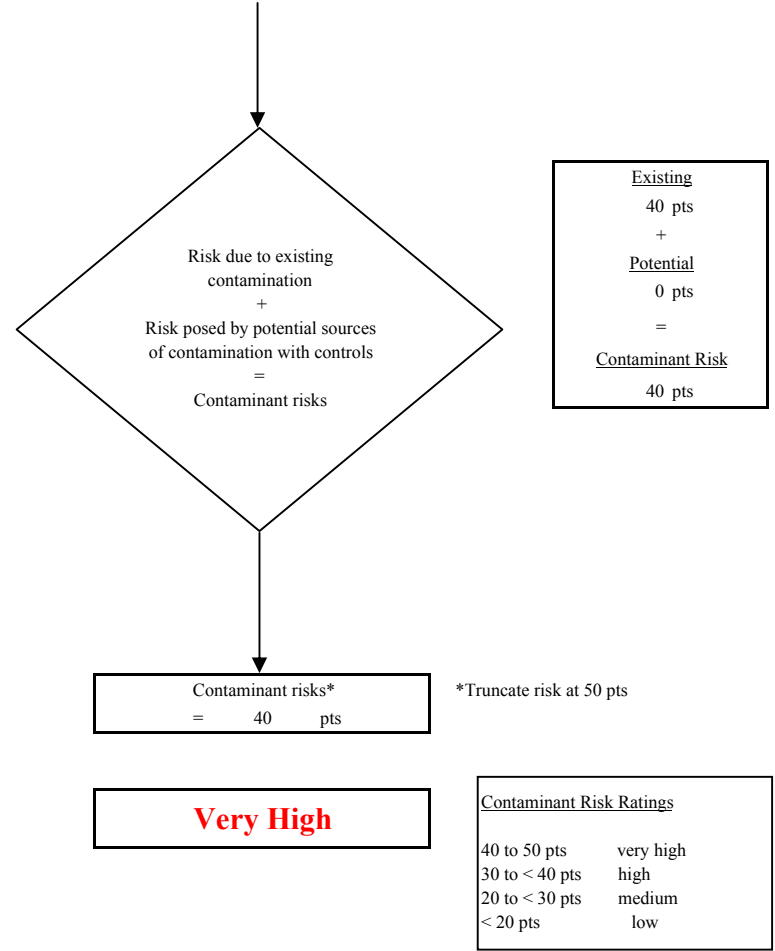 Risk due to existing
contamination
+
Risk posed by potential sources
of contamination with controls
=
Contaminant risks
Existing
40 pts
+
Potential
0 pts
=
Contaminant Risk
40 pts
Contaminant risks*
= 40 pts
*Truncate risk at 50 pts
Very High
Contaminant Risk Ratings
40 to 50 pts very high
30 to < 40 pts high
20 to < 30 pts medium
< 20 pts low